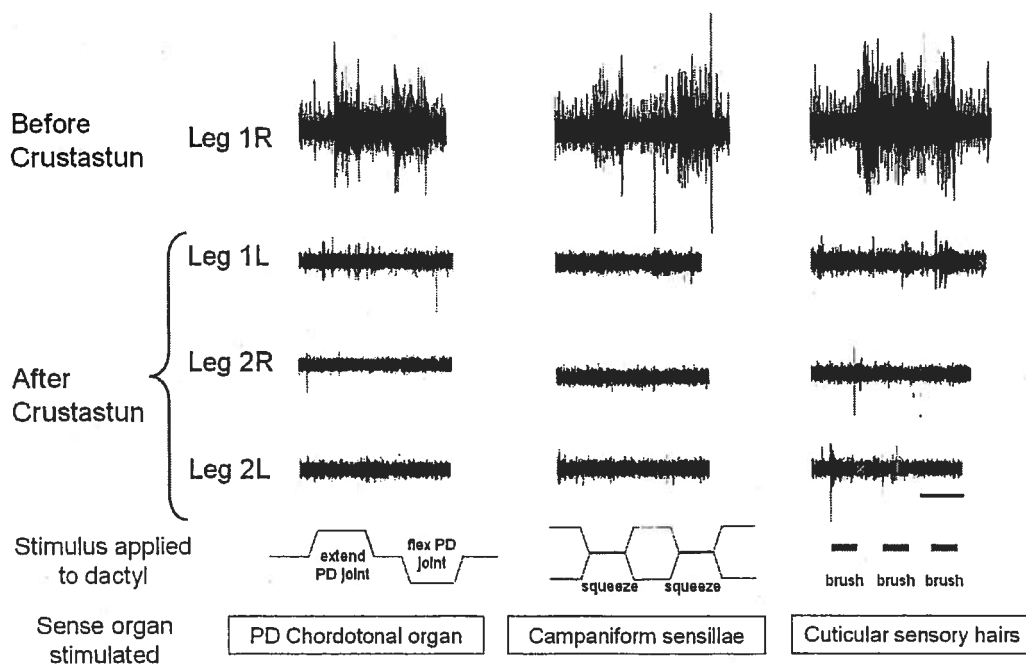 Before
Crustastun
Leg 1R
Leg 1L
Leg 2R
After
Crustastun
Leg 2L
Stimulus applied
to dactyl
extend
PD joint
flex PD
joint
squeeze squeeze
brush brush brush
Sense organ
stimulated
PD Chordotonal organ
Campaniform sensillae
Cuticular sensory hairs